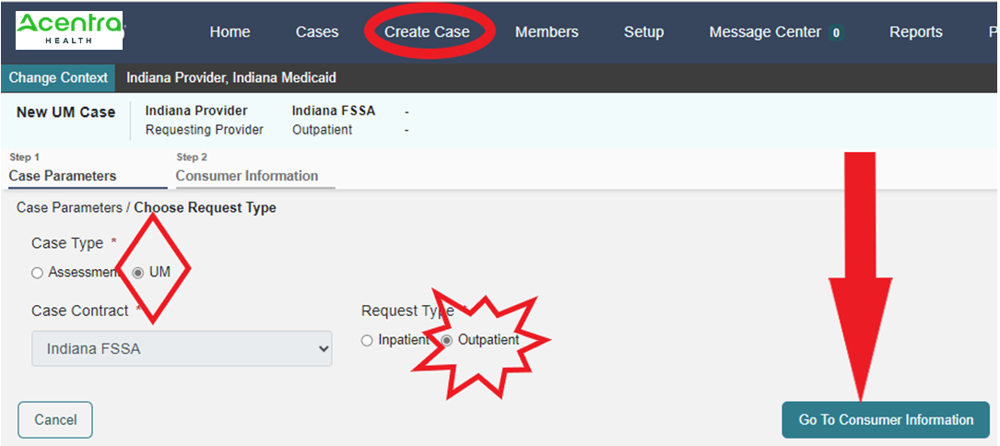 Acentra
HEALTH
Home Cases Create Case Members Setup Message Center 0 Reports P
Change Context Indiana Provider, Indiana Medicaid
New UM Case Indiana Provider Indiana FSSA -
Requesting Provider Outpatient -
Step 1 Step 2
Case Parameters Consumer Information
Case Parameters / Choose Request Type
Case Type *
Assessment UM
Case Contract * Request Type *
Indiana FSSA Inpatient Outpatient
Cancel Go To Consumer Information